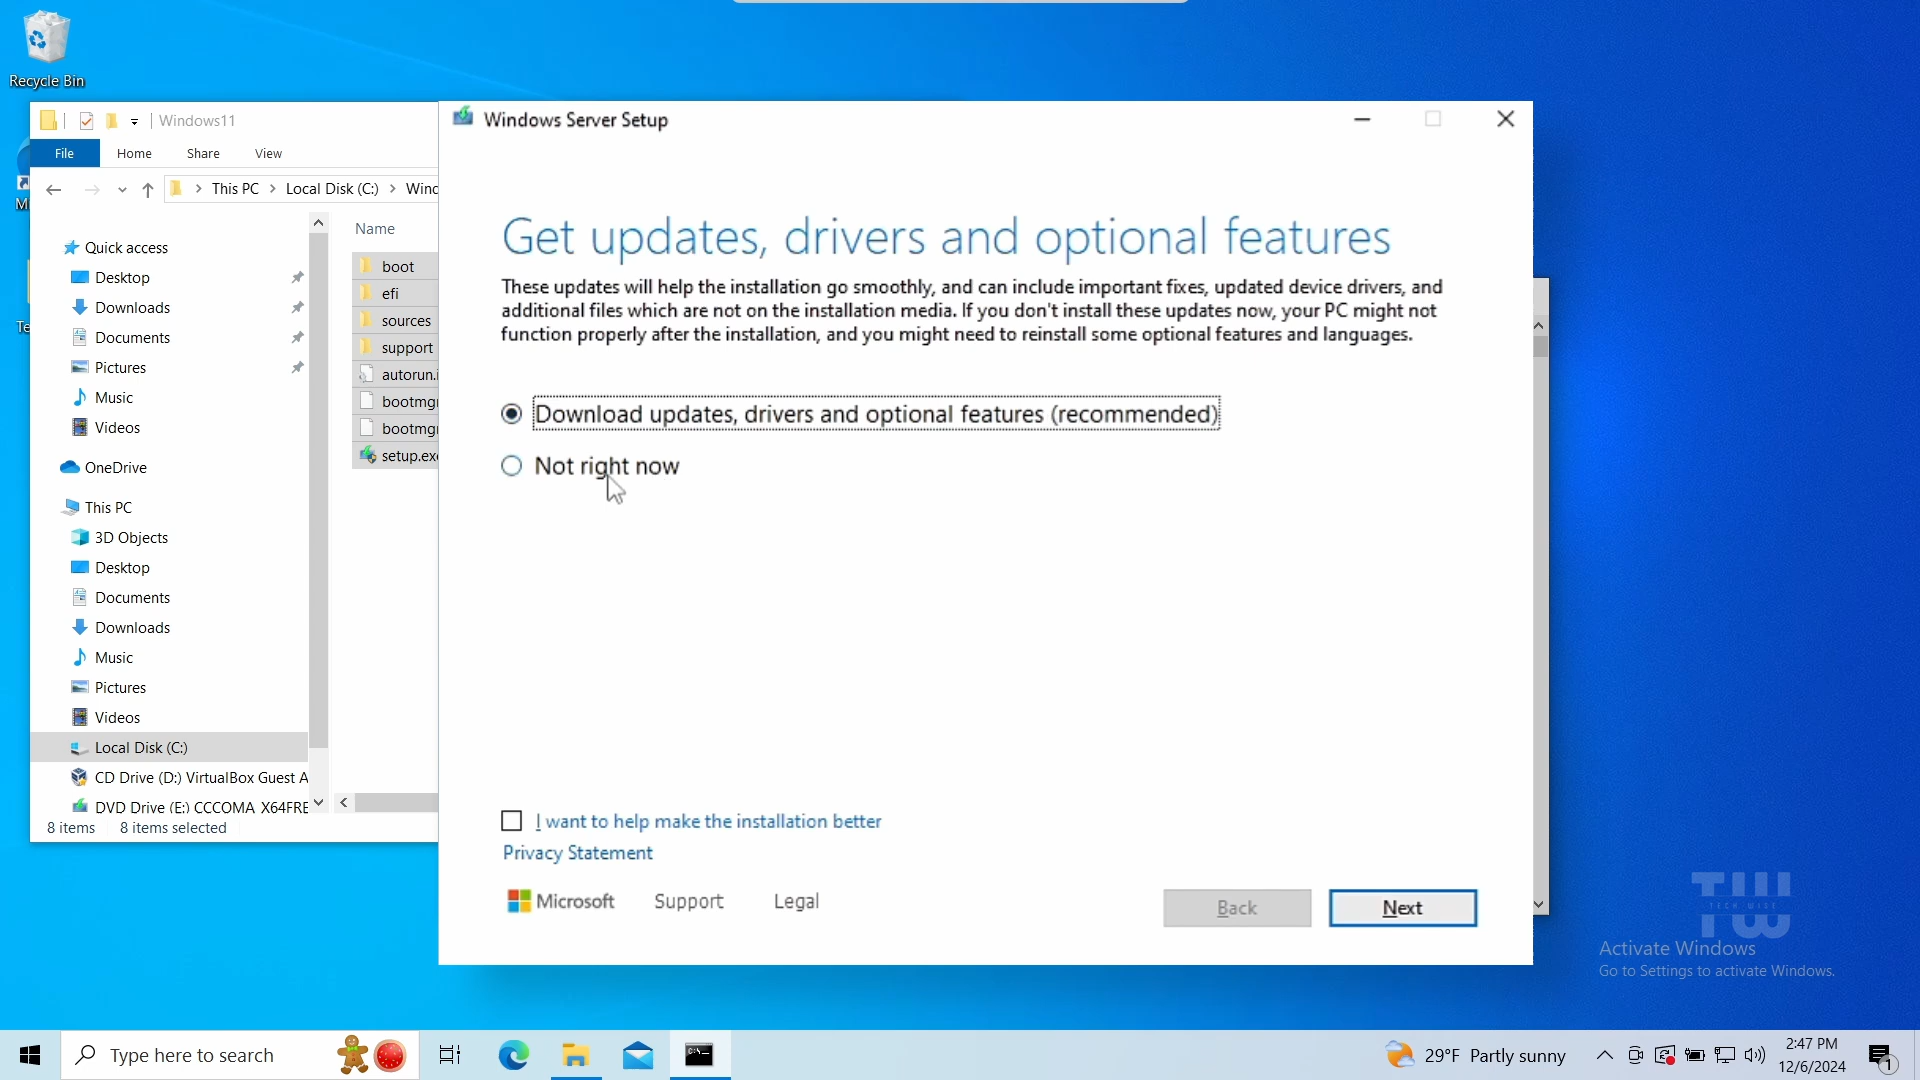 Recycle Bin
Windows11
File Home Share View
This PC > Local Disk (C:) > Wind
Quick access
Desktop
Downloads
Documents
Pictures
Music
Videos
OneDrive
This PC
3D Objects
Desktop
Documents
Downloads
Music
Pictures
Videos
Local Disk (C:)
CD Drive (D:) VirtualBox Guest A
DVD Drive (E:) CCCOMA_X64FRE
8 items 8 items selected
Name
boot
efi
sources
support
autorun.i
bootmgr
bootmgr
setup.exe
Windows Server Setup
Get updates, drivers and optional features
These updates will help the installation go smoothly, and can include important fixes, updated device drivers, and
additional files which are not on the installation media. If you don't install these updates now, your PC might not
function properly after the installation, and you might need to reinstall some optional features and languages.
Download updates, drivers and optional features (recommended)
Not right now
I want to help make the installation better
Privacy Statement
Microsoft Support Legal
Back Next
TW
TECH WISE
Activate Windows
Go to Settings to activate Windows.
Type here to search
29°F Partly sunny
2:47 PM
12/6/2024
1